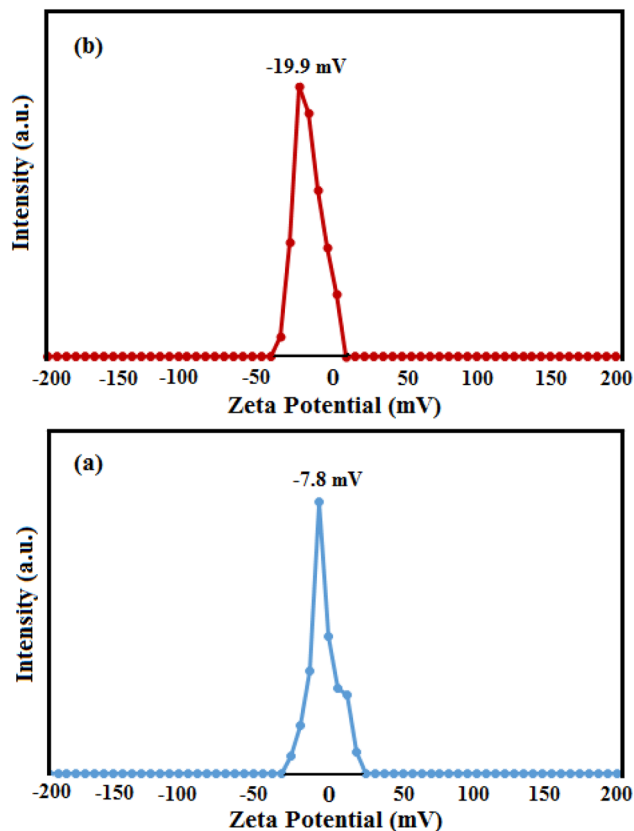 (b)
-19.9 mV
Intensity (a.u.)
-200 -150 -100 -50 0 50 100 150 200
Zeta Potential (mV)
(a)
-7.8 mV
Intensity (a.u.)
-200 -150 -100 -50 0 50 100 150 200
Zeta Potential (mV)